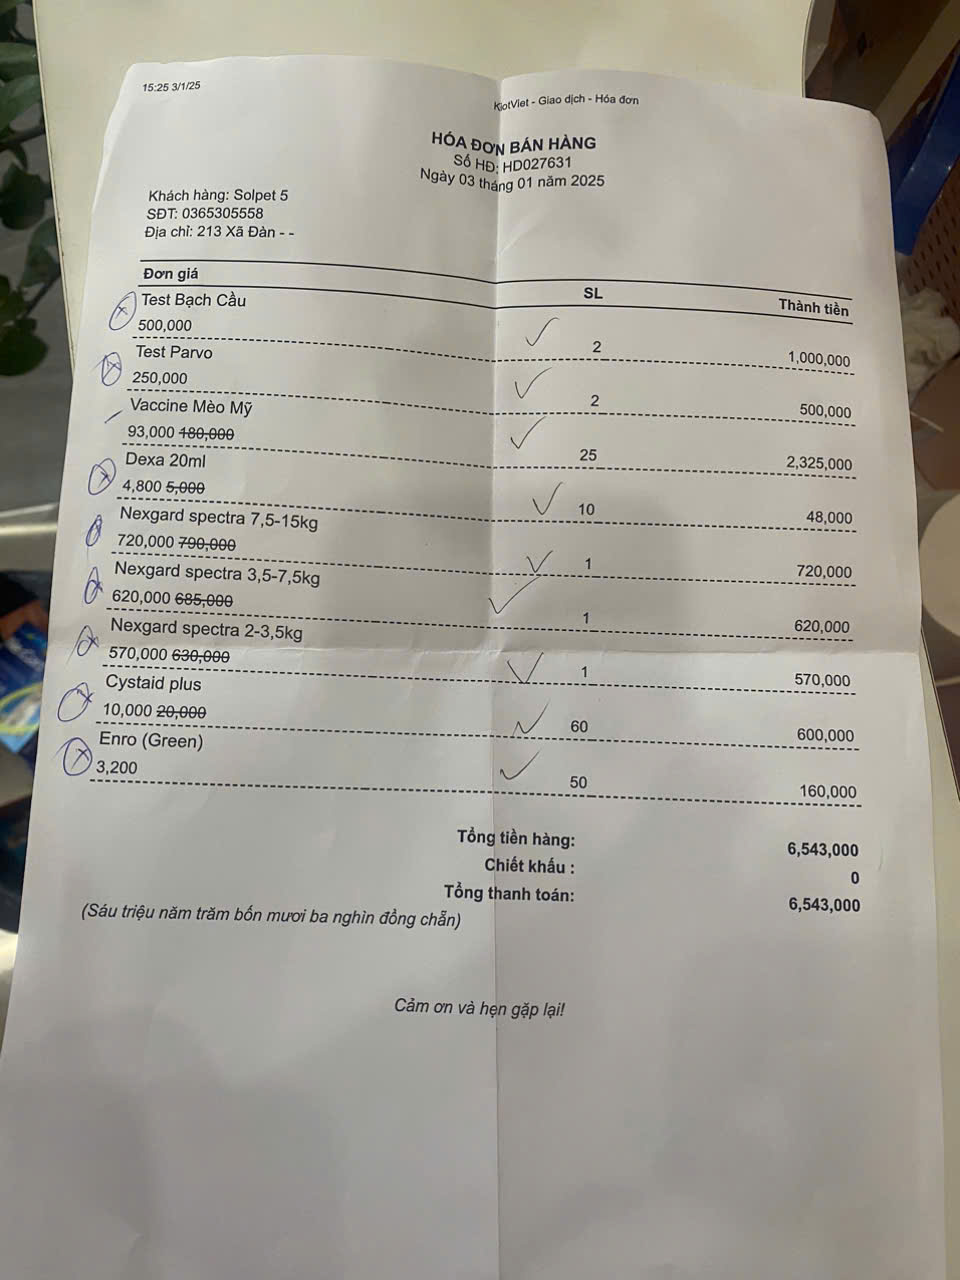 15:25 3/1/25
KiotViet - Giao dịch - Hóa đơn
HÓA ĐƠN BÁN HÀNG
Số HĐ: HD027631
Ngày 03 tháng 01 năm 2025
Khách hàng: Solpet 5
SĐT: 0365305558
Địa chỉ: 213 Xã Đàn - -
Đơn giá SL Thành tiền
Test Bạch Cầu
500,000 2 1,000,000
Test Parvo
250,000 2 500,000
Vaccine Mèo Mỹ
93,000 180,000 25 2,325,000
Dexa 20ml
4,800 5,000 10 48,000
Nexgard spectra 7,5-15kg
720,000 790,000 1 720,000
Nexgard spectra 3,5-7,5kg
620,000 685,000 1 620,000
Nexgard spectra 2-3,5kg
570,000 630,000 1 570,000
Cystaid plus
10,000 20,000 60 600,000
Enro (Green)
3,200 50 160,000
Tổng tiền hàng: 6,543,000
Chiết khấu : 0
Tổng thanh toán: 6,543,000
(Sáu triệu năm trăm bốn mươi ba nghìn đồng chẵn)
Cảm ơn và hẹn gặp lại!